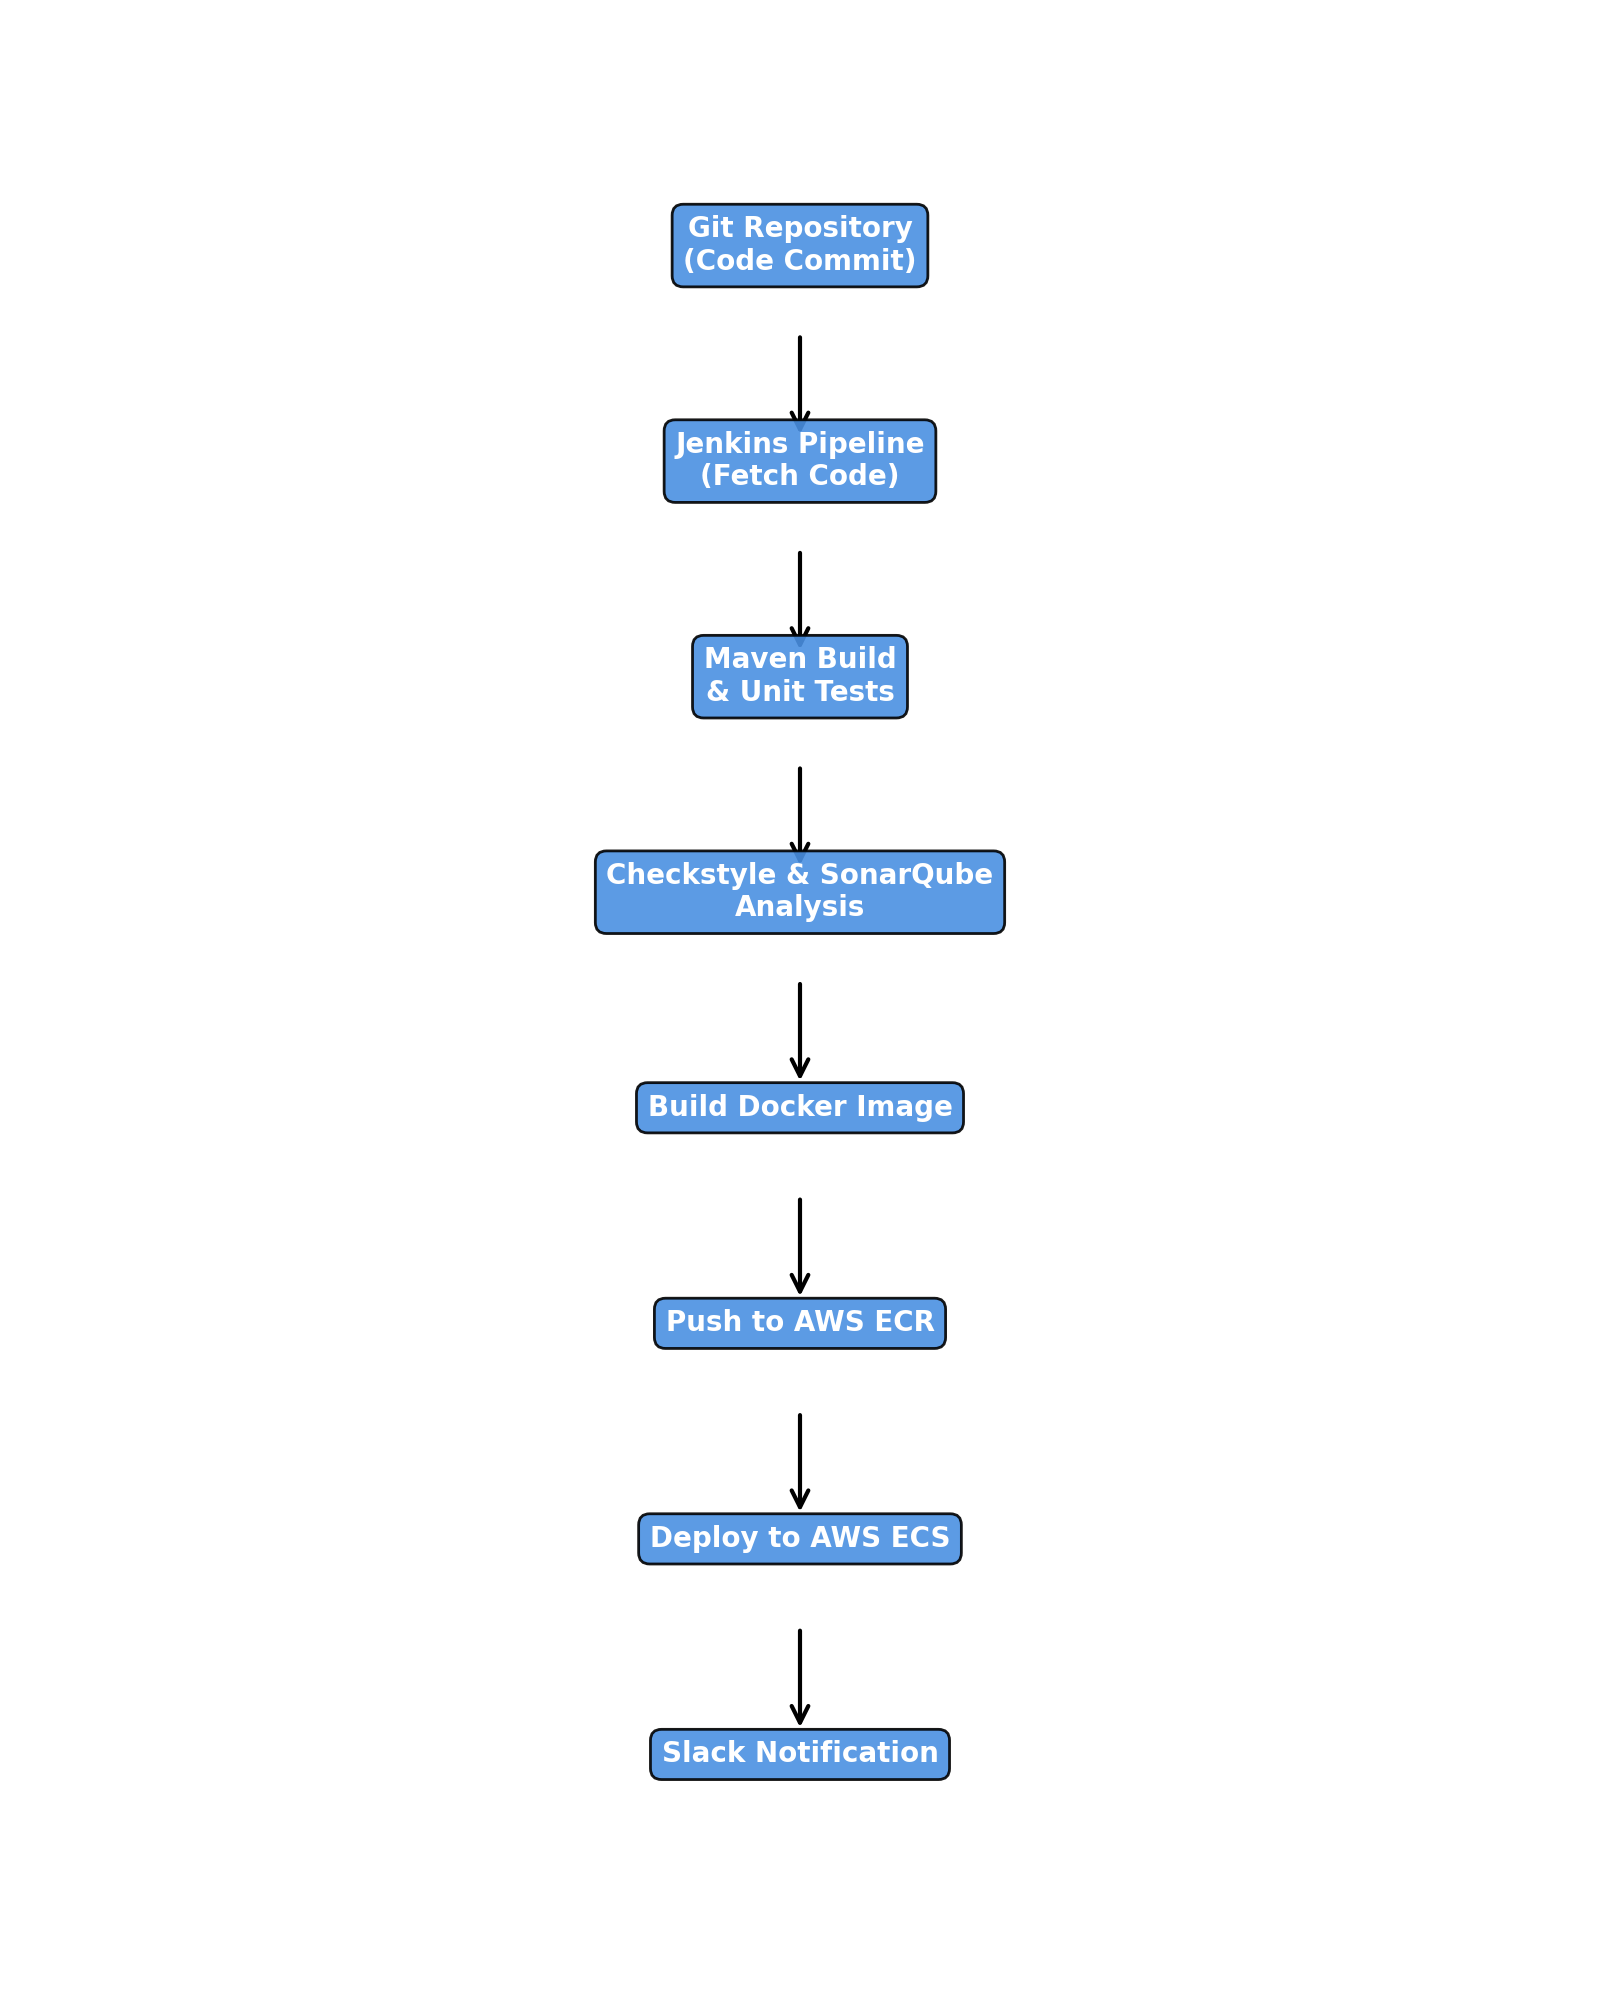 Git Repository
(Code Commit)
Jenkins Pipeline
(Fetch Code)
Maven Build
& Unit Tests
Checkstyle & SonarQube
Analysis
Build Docker Image
Push to AWS ECR
Deploy to AWS ECS
Slack Notification